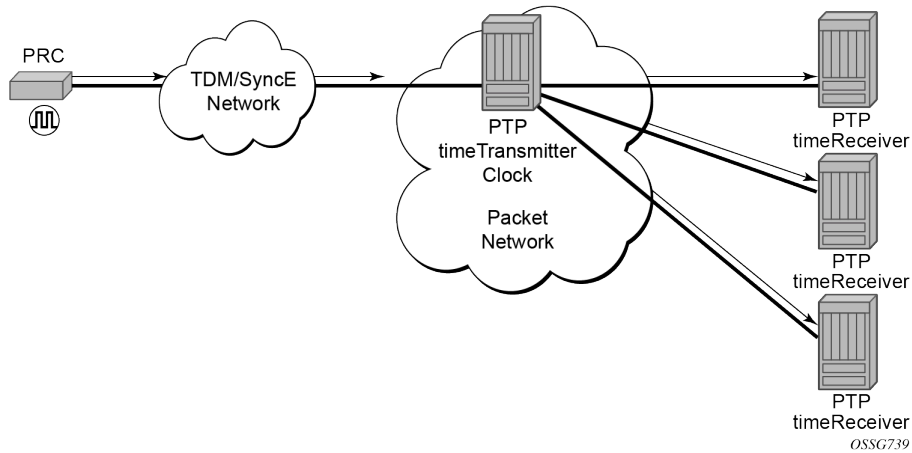 PRC
TDM/SyncE
Network
PTP
timeTransmitter
Clock
Packet
Network
PTP
timeReceiver
PTP
timeReceiver
PTP
timeReceiver
OSSG739